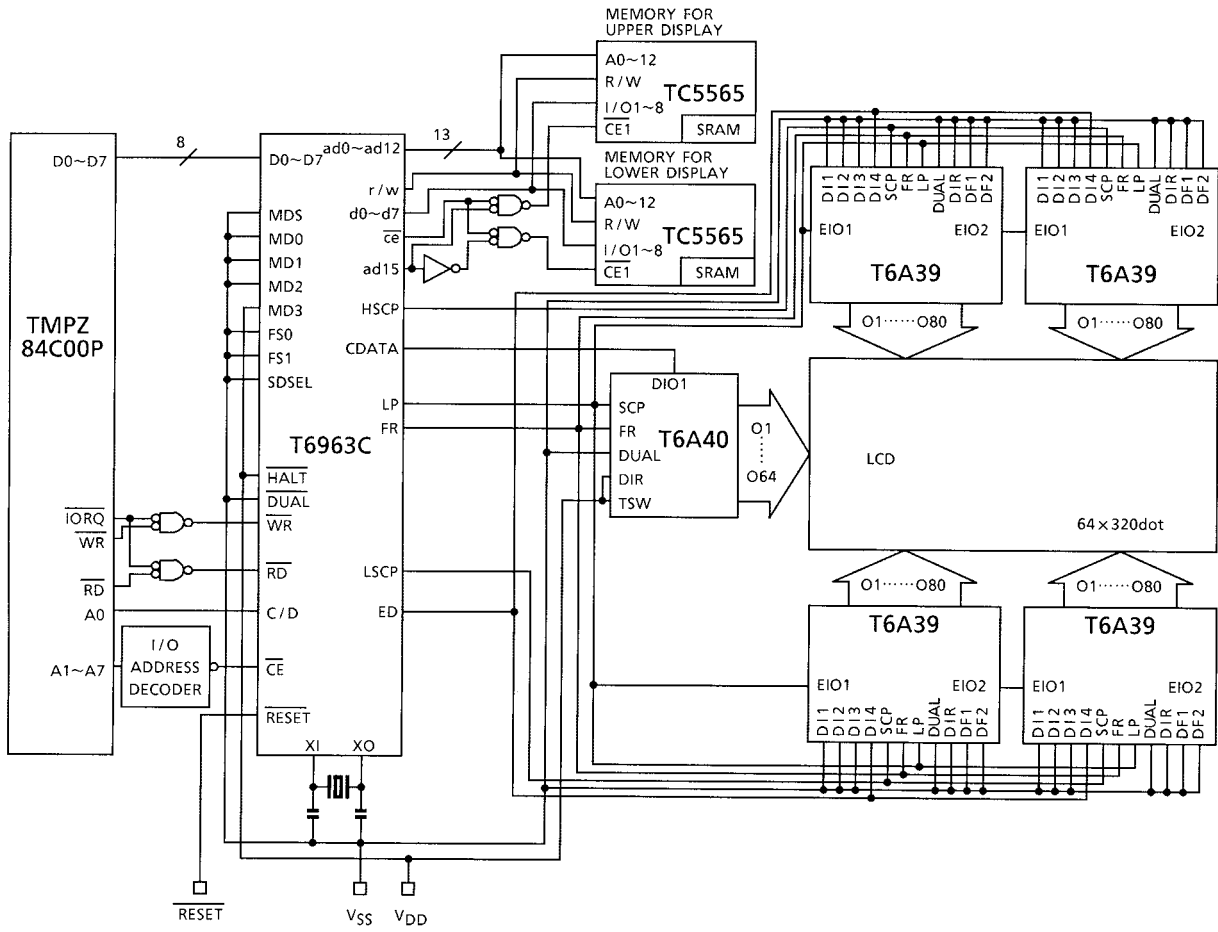 MEMORY FOR
UPPER DISPLAY
A0~12
R/W
I/O1~8
CE1
TC5565
SRAM
MEMORY FOR
LOWER DISPLAY
A0~12
R/W
I/O1~8
CE1
TC5565
SRAM
TMPZ
84C00P
D0~D7
IORQ
WR
RD
A0
A1~A7
8
I/O
ADDRESS
DECODER
T6963C
D0~D7
MDS
MD0
MD1
MD2
MD3
FS0
FS1
SDSEL
HALT
DUAL
WR
RD
C/D
CE
RESET
XI
XO
ad0~ad12
r/w
d0~d7
ce
ad15
HSCP
CDATA
LP
FR
LSCP
ED
13
DIO1
SCP
FR
DUAL
DIR
TSW
T6A40
O1
O64
DI1
DI2
DI3
DI4
SCP
FR
LP
DUAL
DIR
DF1
DF2
EIO1
EIO2
T6A39
O1······O80
DI1
DI2
DI3
DI4
SCP
FR
LP
DUAL
DIR
DF1
DF2
EIO1
T6A39
O1······O80
LCD
64×320dot
O1······O80
T6A39
EIO1
EIO2
DI1
DI2
DI3
DI4
SCP
FR
LP
DUAL
DIR
DF1
DF2
O1······O80
T6A39
EIO1
EIO2
DI1
DI2
DI3
DI4
SCP
FR
LP
DUAL
DIR
DF1
DF2
RESET
VSS
VDD